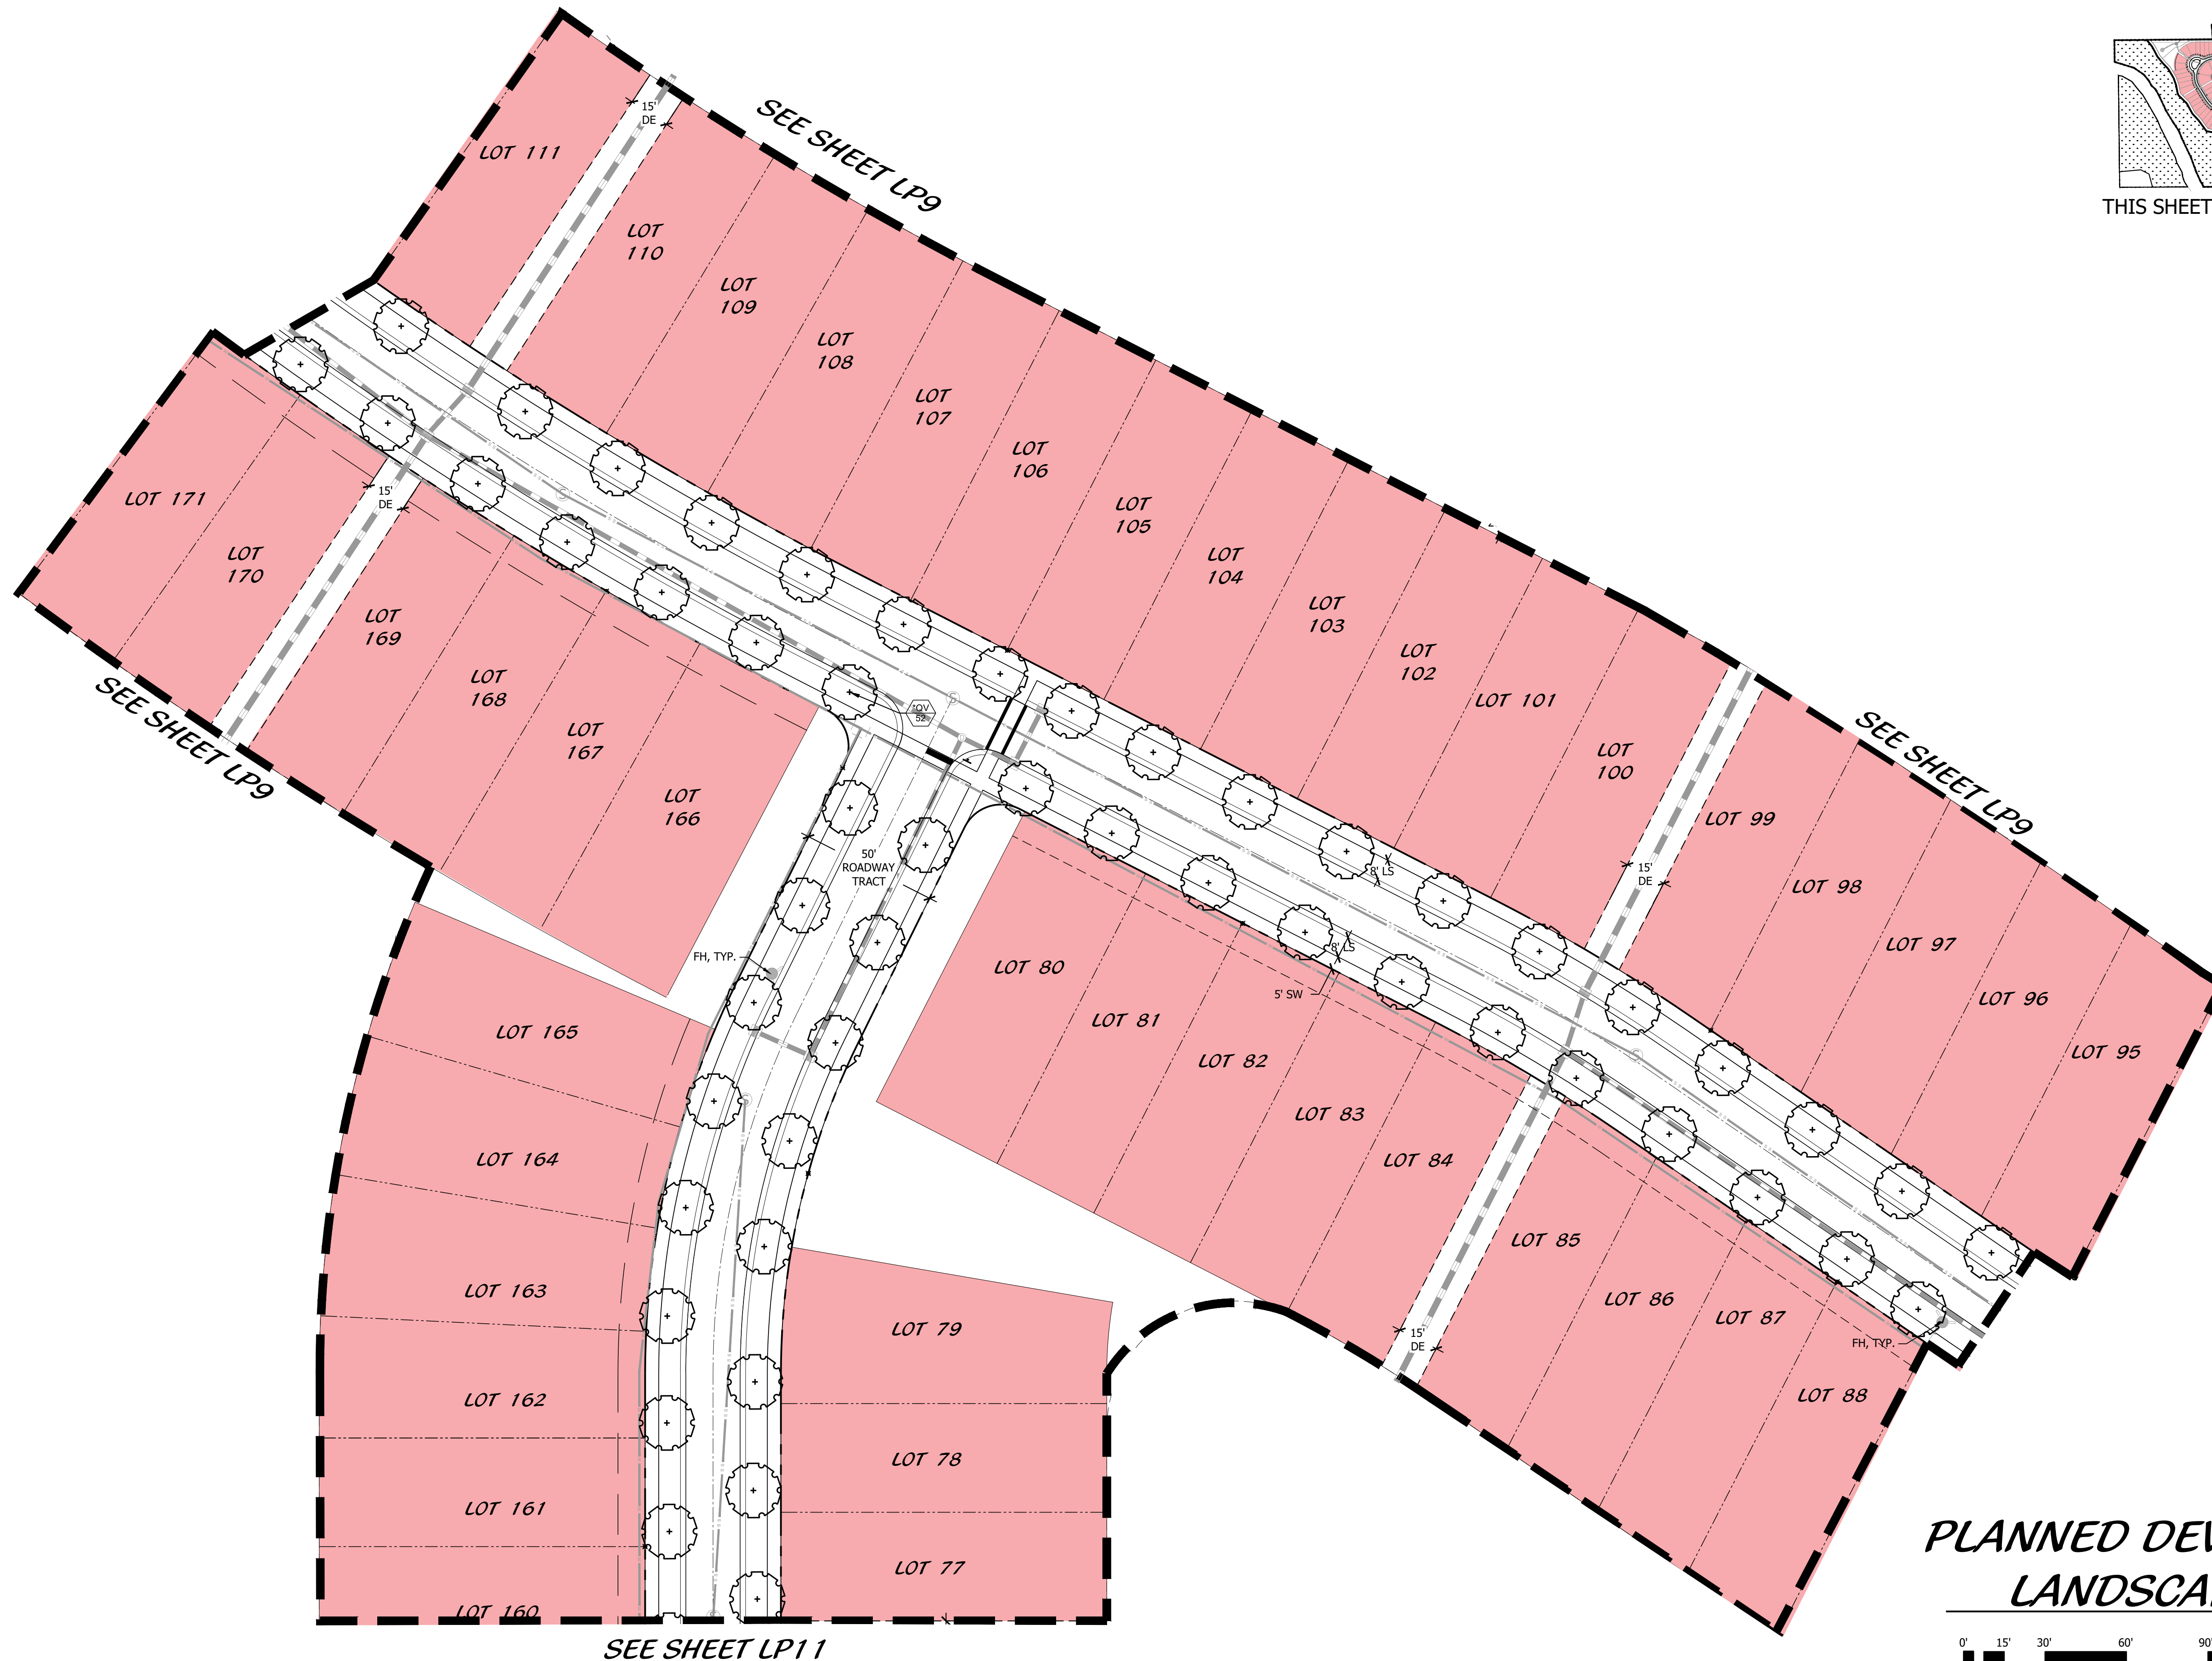 THIS SHEET
SEE SHEET LP9
LOT 111
15'
DE
LOT
110
LOT
109
LOT
108
LOT
107
LOT
106
LOT
105
LOT
104
LOT
103
LOT
102
LOT 101
LOT
100
SEE SHEET LP9
LOT 99
15'
DE
LOT 98
LOT 97
LOT 96
LOT 95
LOT 171
LOT
170
15'
DE
LOT
169
LOT
168
LOT
167
LOT
166
SEE SHEET LP9
52
50'
ROADWAY
TRACT
8' LS
8' LS
5' SW
FH, TYP.
LOT 80
LOT 81
LOT 82
LOT 83
LOT 84
15'
DE
LOT 85
LOT 86
LOT 87
LOT 88
FH, TYP.
LOT 165
LOT 164
LOT 163
LOT 162
LOT 161
LOT 160
LOT 79
LOT 78
LOT 77
SEE SHEET LP11
PLANNED DEV
LANDSCA
0' 15' 30' 60' 90'